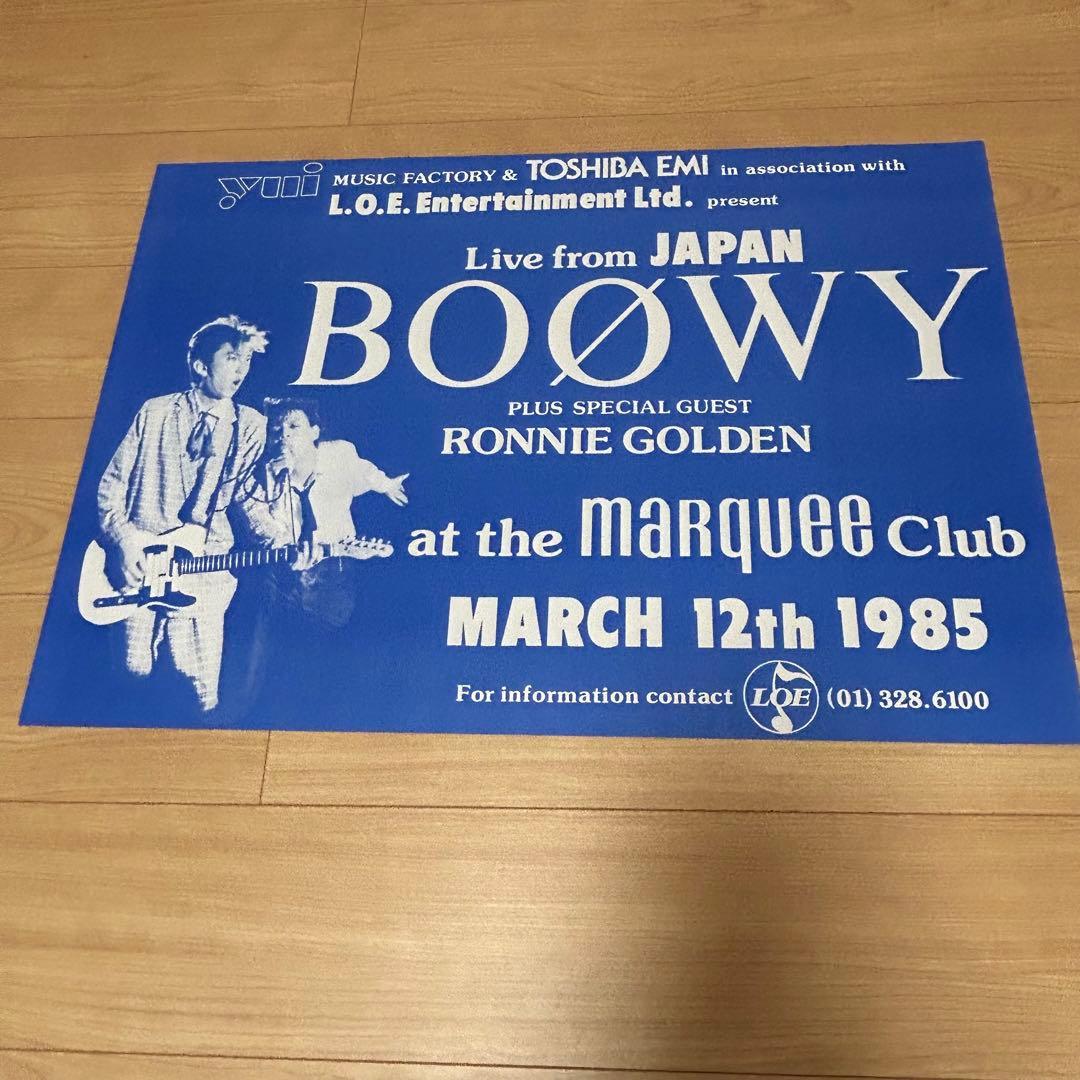 yui MUSIC FACTORY & TOSHIBA EMI in association with
L.O.E. Entertainment Ltd. present
Live from JAPAN
BOØWY
PLUS SPECIAL GUEST
RONNIE GOLDEN
at the marquee Club
MARCH 12th 1985
For information contact LOE (01) 328.6100